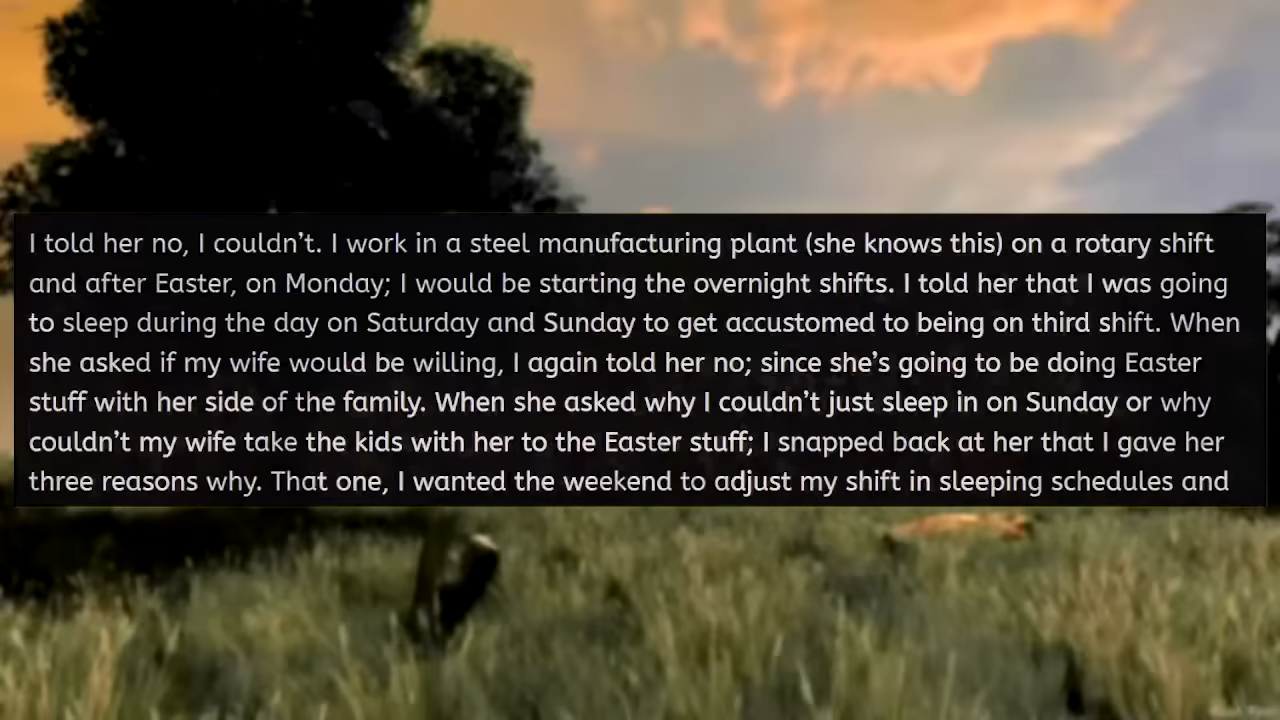 I told her no, I couldn’t. I work in a steel manufacturing plant (she knows this) on a rotary shift
and after Easter, on Monday; I would be starting the overnight shifts. I told her that I was going
to sleep during the day on Saturday and Sunday to get accustomed to being on third shift. When
she asked if my wife would be willing, I again told her no; since she’s going to be doing Easter
stuff with her side of the family. When she asked why I couldn’t just sleep in on Sunday or why
couldn’t my wife take the kids with her to the Easter stuff; I snapped back at her that I gave her
three reasons why. That one, I wanted the weekend to adjust my shift in sleeping schedules and